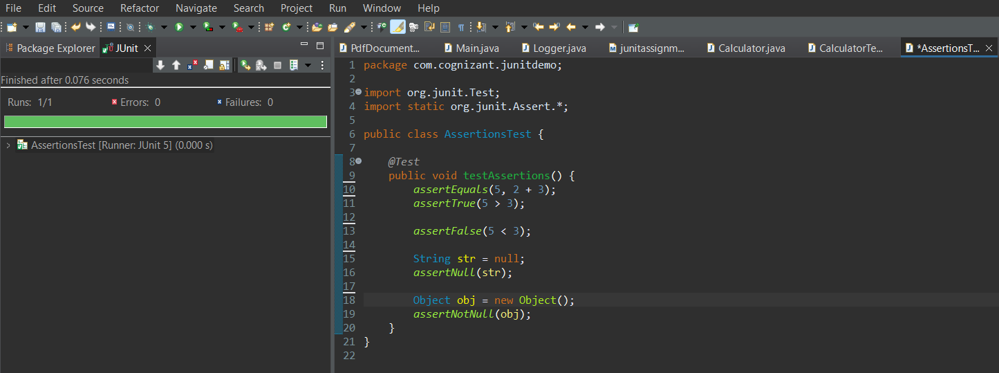 File Edit Source Refactor Navigate Search Project Run Window Help
Package Explorer JUnit
Finished after 0.076 seconds
Runs: 1/1 Errors: 0 Failures: 0
AssertionsTest [Runner: JUnit 5] (0.000 s)
PdfDocument... Main.java Logger.java junitassignm... Calculator.java CalculatorTe... *AssertionsT...
1 package com.cognizant.junitdemo;
2
3 import org.junit.Test;
4 import static org.junit.Assert.*;
5
6 public class AssertionsTest {
7
8     @Test
9     public void testAssertions() {
10         assertEquals(5, 2 + 3);
11         assertTrue(5 > 3);
12
13         assertFalse(5 < 3);
14
15         String str = null;
16         assertNull(str);
17
18         Object obj = new Object();
19         assertNotNull(obj);
20     }
21 }
22